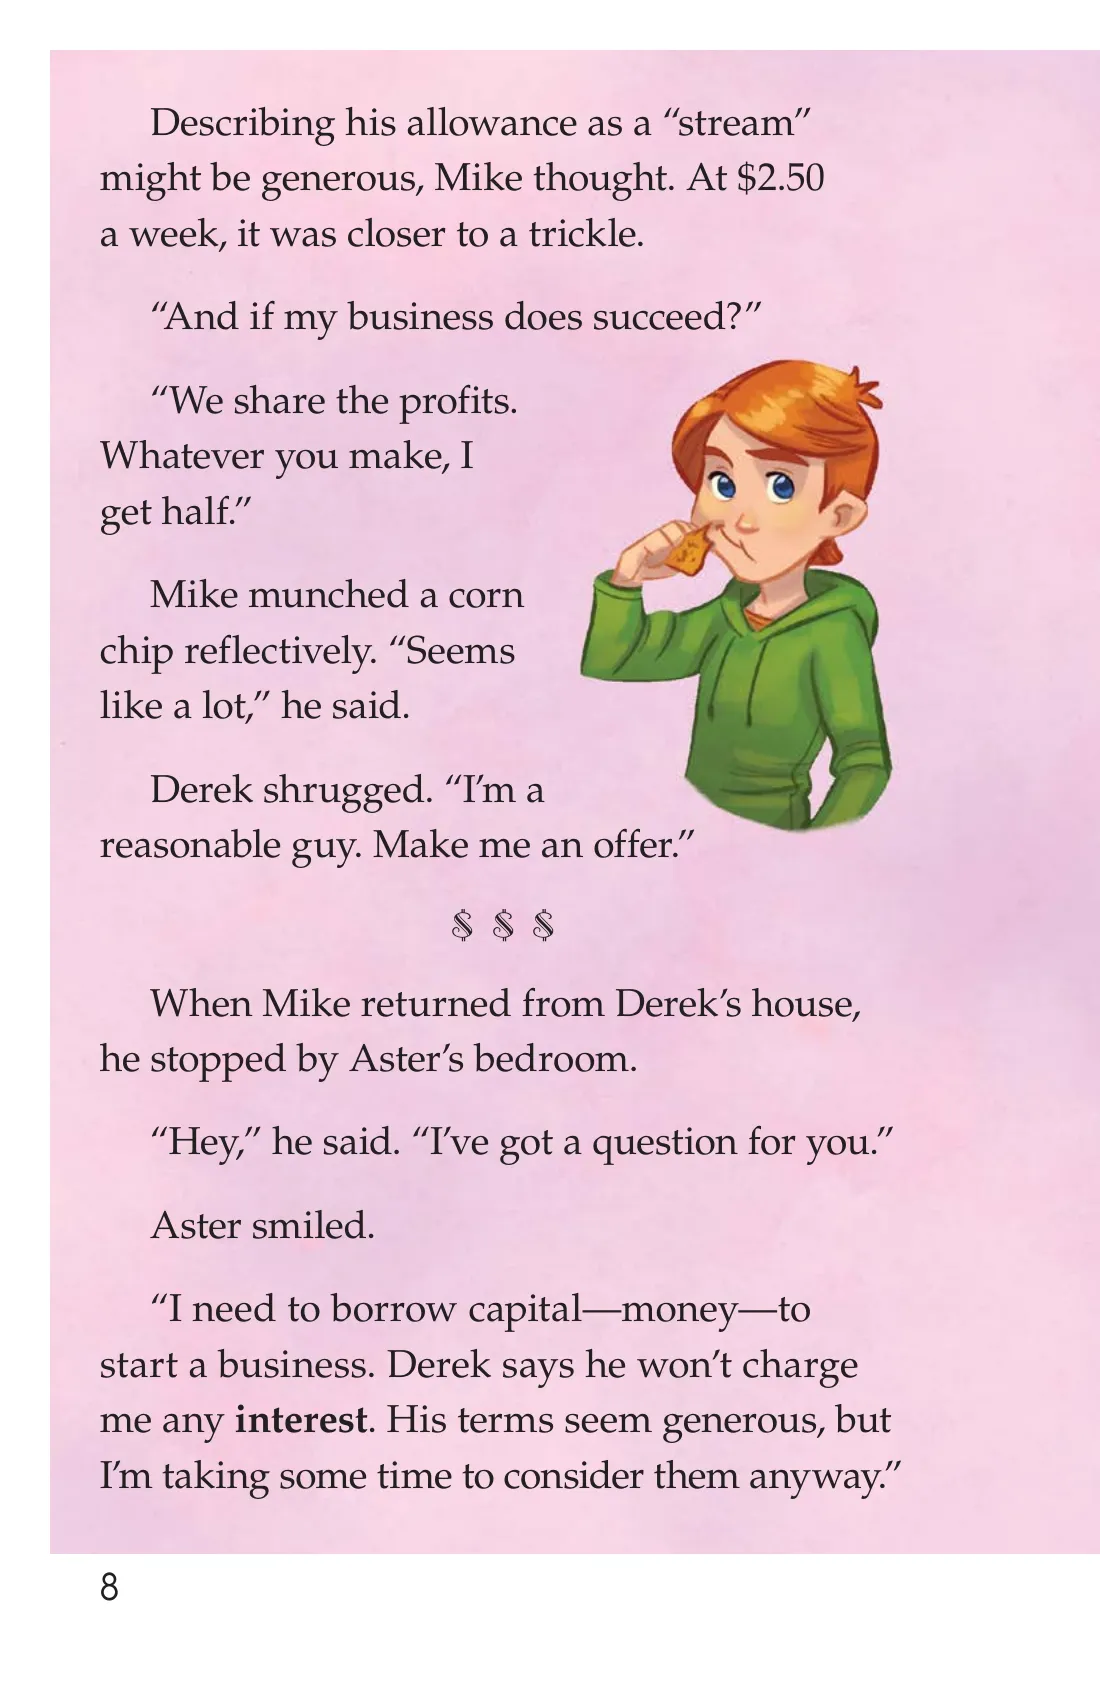 Describing his allowance as a “stream”
might be generous, Mike thought. At $2.50
a week, it was closer to a trickle.
“And if my business does succeed?”
“We share the profits.
Whatever you make, I
get half.”
Mike munched a corn
chip reflectively. “Seems
like a lot,” he said.
Derek shrugged. “I’m a
reasonable guy. Make me an offer.”
$ $ $
When Mike returned from Derek’s house,
he stopped by Aster’s bedroom.
“Hey,” he said. “I’ve got a question for you.”
Aster smiled.
“I need to borrow capital—money—to
start a business. Derek says he won’t charge
me any interest. His terms seem generous, but
I’m taking some time to consider them anyway.”
8